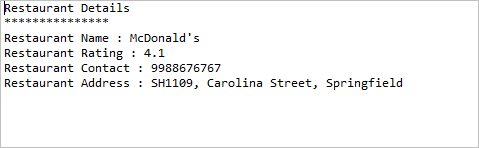 Restaurant Details
***************
Restaurant Name : McDonald's
Restaurant Rating : 4.1
Restaurant Contact : 9988676767
Restaurant Address : SH1109, Carolina Street, Springfield